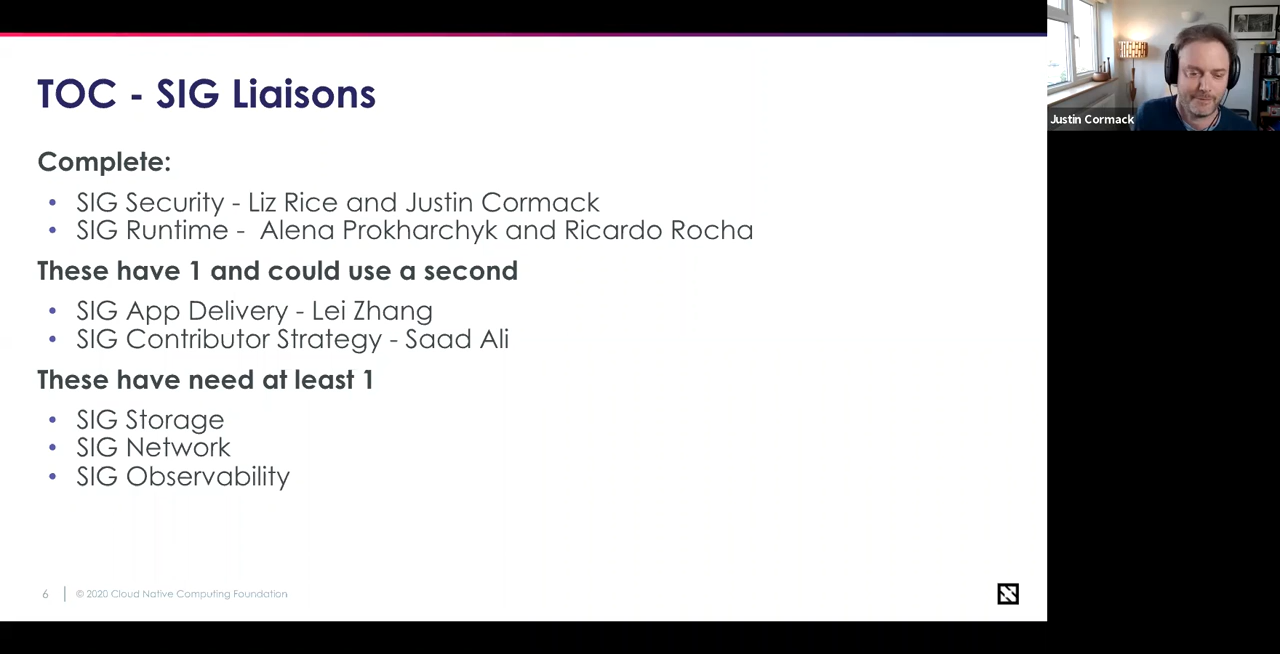 TOC - SIG Liaisons
Complete:
• SIG Security - Liz Rice and Justin Cormack
• SIG Runtime -  Alena Prokharchyk and Ricardo Rocha
These have 1 and could use a second
• SIG App Delivery - Lei Zhang
• SIG Contributor Strategy - Saad Ali
These have need at least 1
• SIG Storage
• SIG Network
• SIG Observability
6 | © 2020 Cloud Native Computing Foundation
Justin Cormack